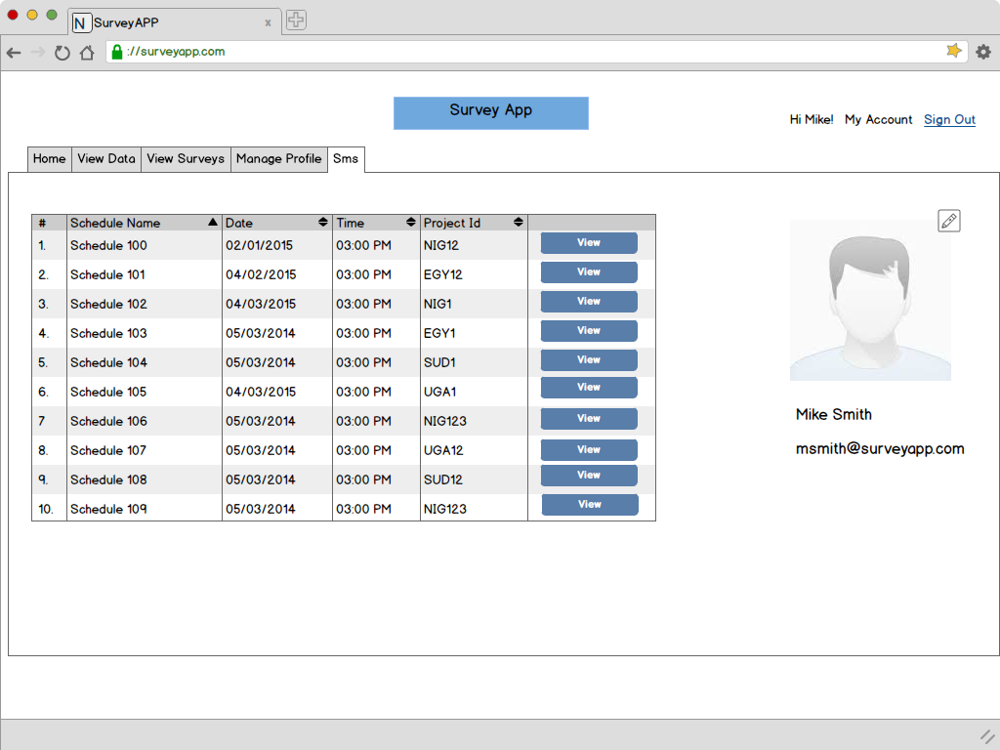 N SurveyAPP x
://surveyapp.com
Survey App
Hi Mike! My Account Sign Out
Home View Data View Surveys Manage Profile Sms
# Schedule Name Date Time Project Id
1. Schedule 100 02/01/2015 03:00 PM NIG12 View
2. Schedule 101 04/02/2015 03:00 PM EGY12 View
3. Schedule 102 04/03/2015 03:00 PM NIG1 View
4. Schedule 103 05/03/2014 03:00 PM EGY1 View
5. Schedule 104 05/03/2014 03:00 PM SUD1 View
6. Schedule 105 04/03/2015 03:00 PM UGA1 View
7 Schedule 106 05/03/2014 03:00 PM NIG123 View
8. Schedule 107 05/03/2014 03:00 PM UGA12 View
9. Schedule 108 05/03/2014 03:00 PM SUD12 View
10. Schedule 109 05/03/2014 03:00 PM NIG123 View
Mike Smith
msmith@surveyapp.com